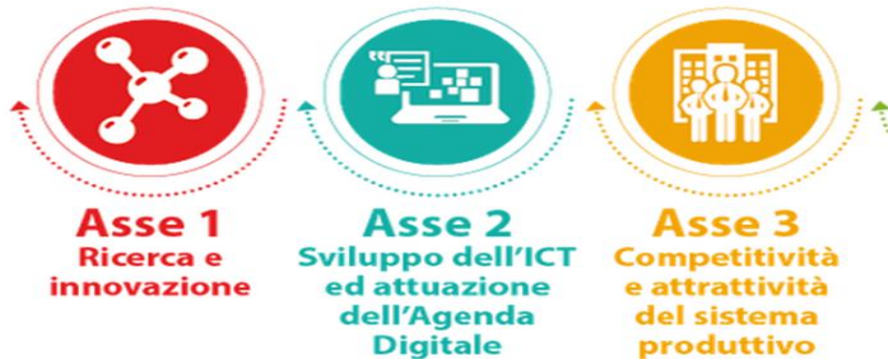 Asse 1
Ricerca e
innovazione
Asse 2
Sviluppo dell'ICT
ed attuazione
dell'Agenda
Digitale
Asse 3
Competitività
e attrattività
del sistema
produttivo